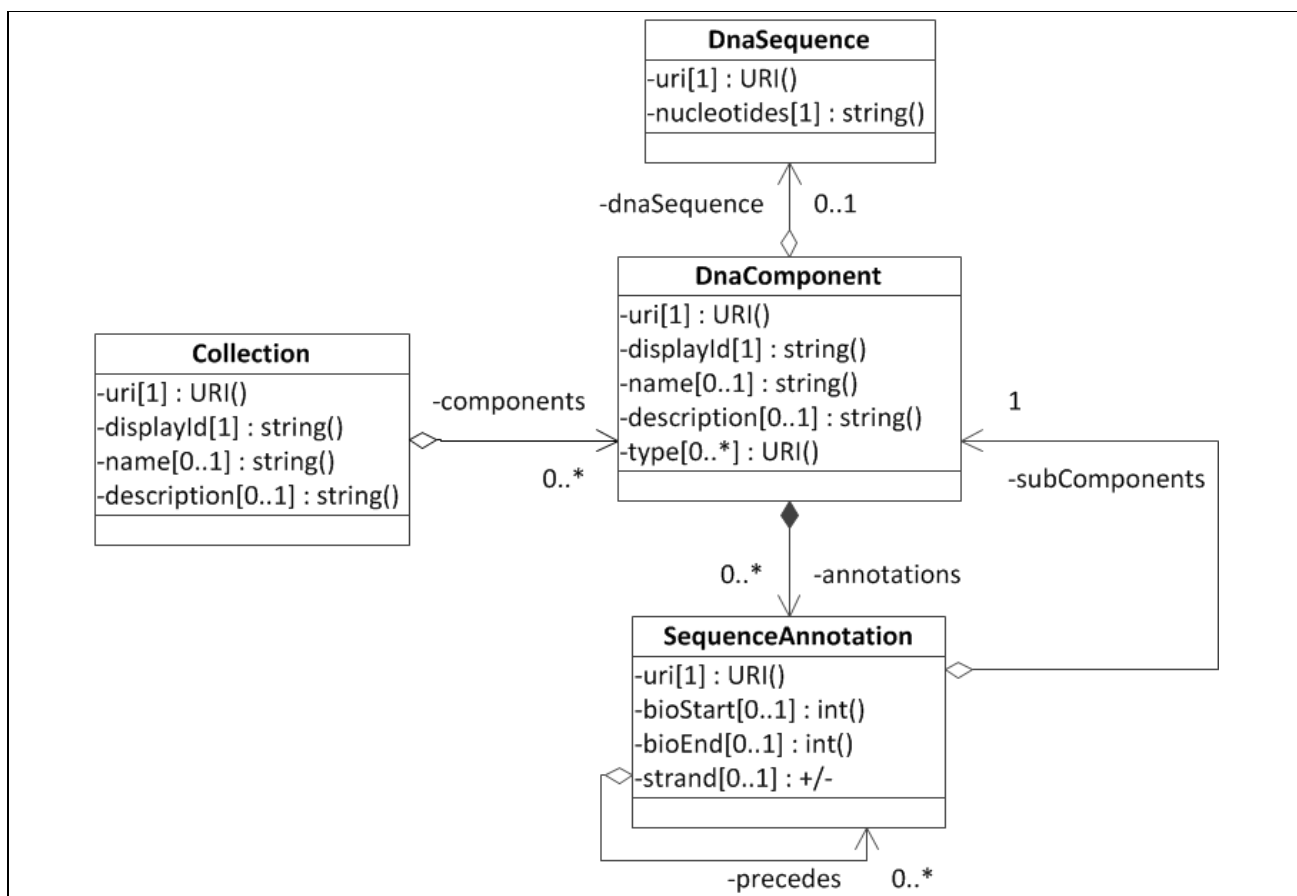 DnaSequence
-uri[1] : URI()
-nucleotides[1] : string()
-dnaSequence 0..1
DnaComponent
-uri[1] : URI()
-displayId[1] : string()
-name[0..1] : string()
-description[0..1] : string()
-type[0..*] : URI()
Collection
-uri[1] : URI()
-displayId[1] : string()
-name[0..1] : string()
-description[0..1] : string()
-components
0..*
1
-subComponents
0..* -annotations
SequenceAnnotation
-uri[1] : URI()
-bioStart[0..1] : int()
-bioEnd[0..1] : int()
-strand[0..1] : +/-
-precedes 0..*